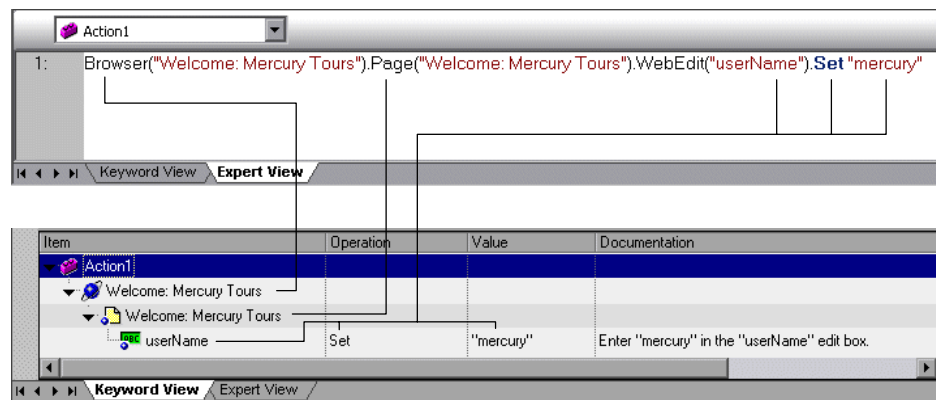 Action1
1: Browser("Welcome: Mercury Tours").Page("Welcome: Mercury Tours").WebEdit("userName").Set "mercury"
Keyword View Expert View
Item Operation Value Documentation
Action1
Welcome: Mercury Tours
Welcome: Mercury Tours
ABC userName Set "mercury" Enter "mercury" in the "userName" edit box.
Keyword View Expert View